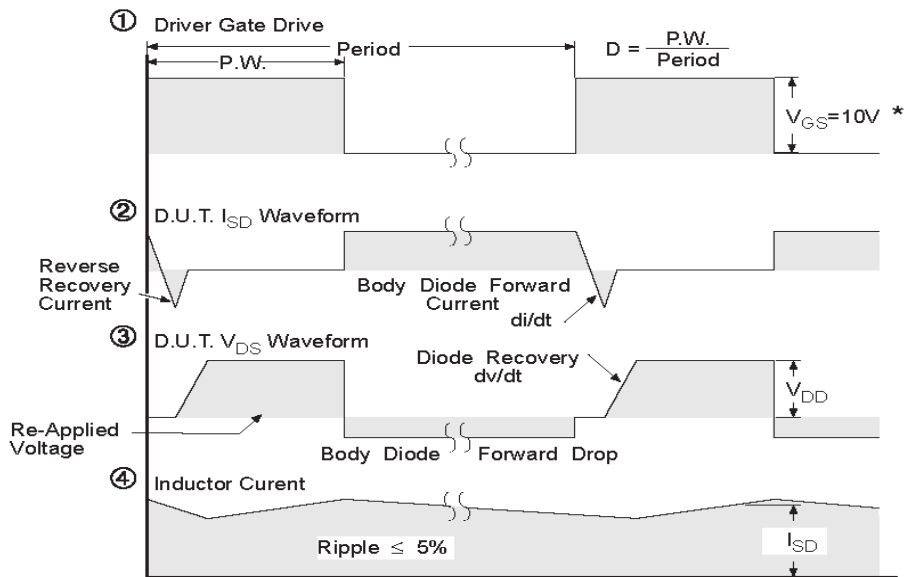 ① Driver Gate Drive
P.W.
Period
D = P.W.
Period
VGS=10V *
② D.U.T. ISD Waveform
Reverse
Recovery
Current
Body Diode Forward
Current
di/dt
③ D.U.T. VDS Waveform
Diode Recovery
dv/dt
VDD
Re-Applied
Voltage
Body Diode Forward Drop
④ Inductor Curent
Ripple ≤ 5%
ISD